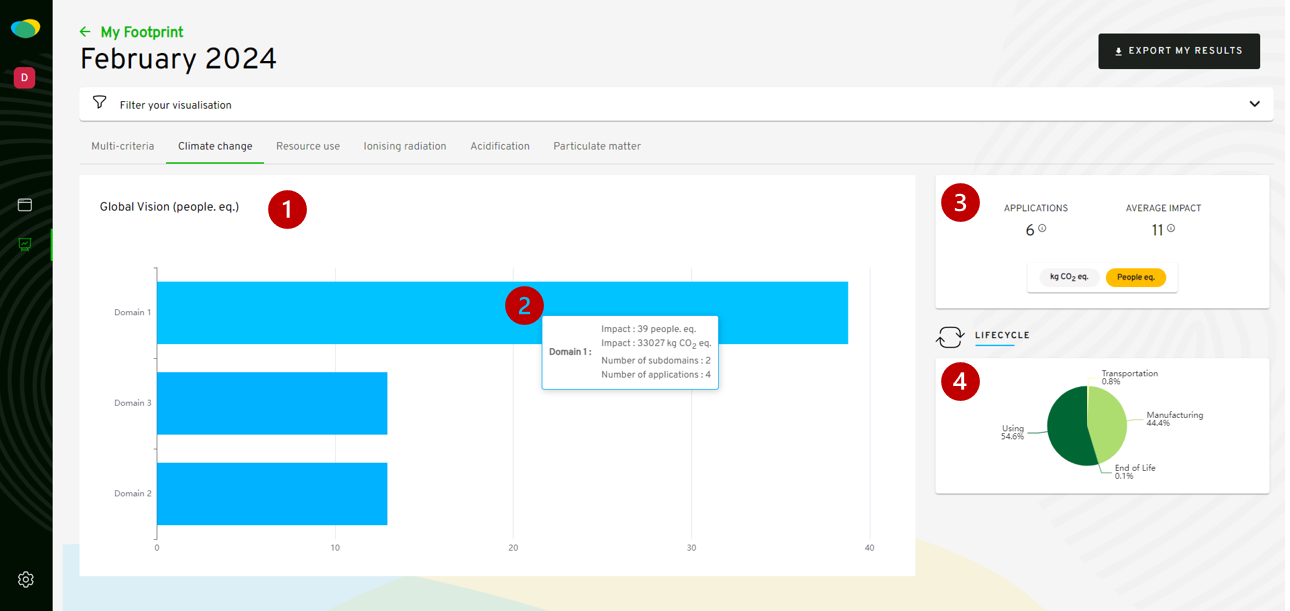 My Footprint
February 2024
EXPORT MY RESULTS
D
Filter your visualisation
Multi-criteria
Climate change
Resource use
Ionising radiation
Acidification
Particulate matter
Global Vision (people. eq.)
1
Domain 1
Domain 3
Domain 2
0
10
20
30
40
2
Domain 1 :
Impact : 39 people. eq.
Impact : 33027 kg CO2 eq.
Number of subdomains : 2
Number of applications : 4
3
APPLICATIONS
6
AVERAGE IMPACT
11
kg CO2 eq.
People eq.
LIFECYCLE
4
Transportation
0.8%
Manufacturing
44.4%
Using
54.6%
End of Life
0.1%